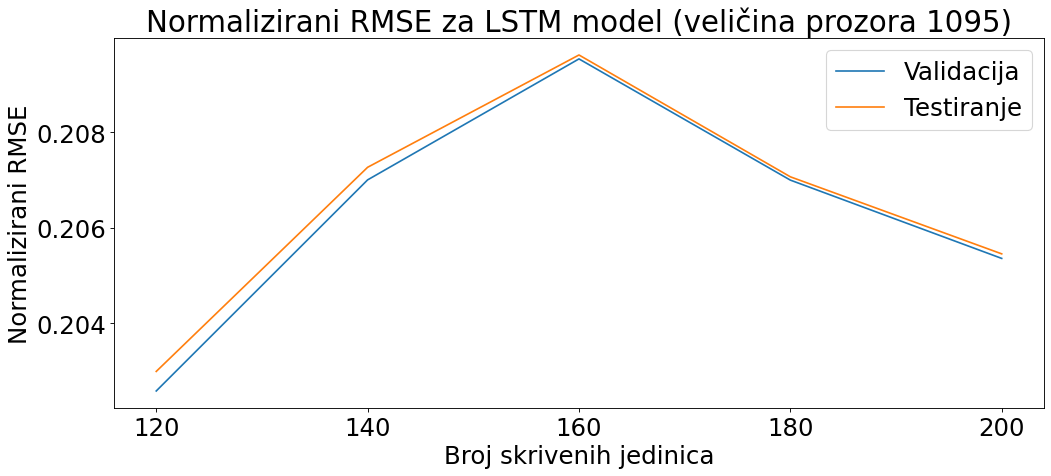 Normalizirani RMSE za LSTM model (veličina prozora 1095)
Validacija
Testiranje
Normalizirani RMSE
0.208
0.206
0.204
120 140 160 180 200
Broj skrivenih jedinica